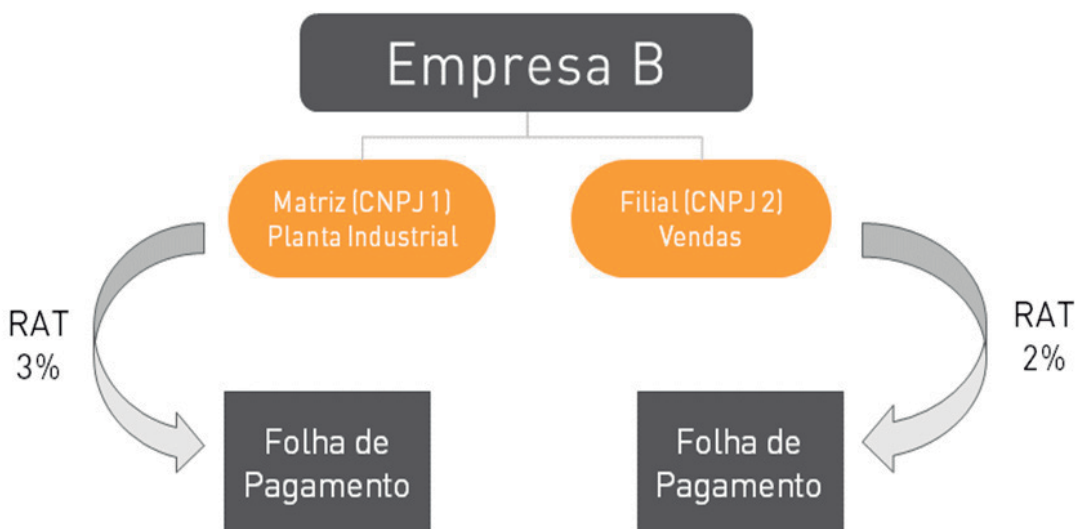 Empresa B
Matriz (CNPJ 1)
Planta Industrial
Filial (CNPJ 2)
Vendas
RAT
3%
RAT
2%
Folha de
Pagamento
Folha de
Pagamento